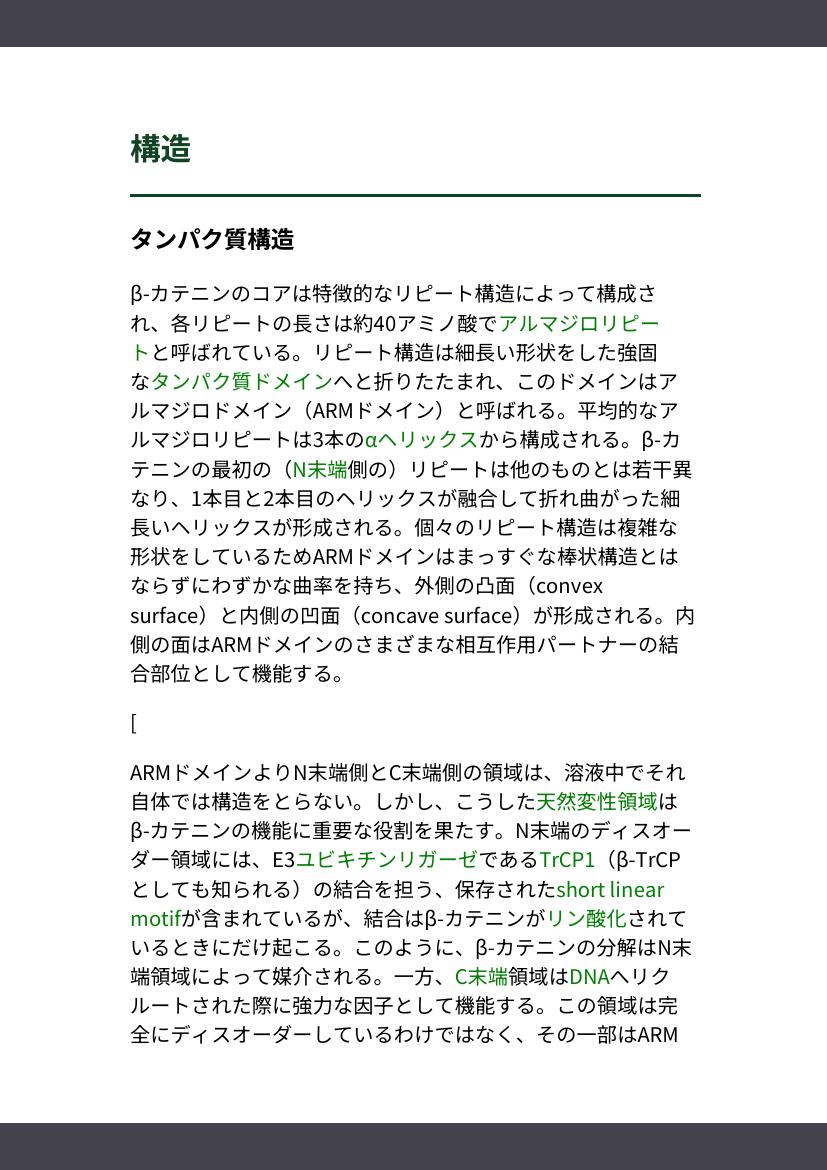 構造
タンパク質構造
β-カテニンのコアは特徴的なリピート構造によって構成さ
れ、各リピートの長さは約40アミノ酸でアルマジロリピー
トと呼ばれている。リピート構造は細長い形状をした強固
なタンパク質ドメインへと折りたたまれ、このドメインはア
ルマジロドメイン（ARMドメイン）と呼ばれる。平均的なア
ルマジロリピートは3本のαヘリックスから構成される。β-カ
テニンの最初の（N末端側の）リピートは他のものとは若干異
なり、1本目と2本目のヘリックスが融合して折れ曲がった細
長いヘリックスが形成される。個々のリピート構造は複雑な
形状をしているためARMドメインはまっすぐな棒状構造とは
ならずにわずかな曲率を持ち、外側の凸面（convex
surface）と内側の凹面（concave surface）が形成される。内
側の面はARMドメインのさまざまな相互作用パートナーの結
合部位として機能する。
[
ARMドメインよりN末端側とC末端側の領域は、溶液中でそれ
自体では構造をとらない。しかし、こうした天然変性領域は
β-カテニンの機能に重要な役割を果たす。N末端のディスオー
ダー領域には、E3ユビキチンリガーゼであるTrCP1（β-TrCP
としても知られる）の結合を担う、保存されたshort linear
motifが含まれているが、結合はβ-カテニンがリン酸化されて
いるときにだけ起こる。このように、β-カテニンの分解はN末
端領域によって媒介される。一方、C末端領域はDNAへリク
ルートされた際に強力な因子として機能する。この領域は完
全にディスオーダーしているわけではなく、その一部はARM